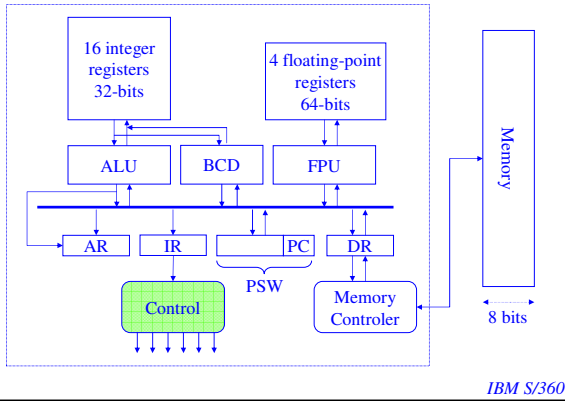 16 integer
registers
32-bits
4 floating-point
registers
64-bits
Memory
ALU
BCD
FPU
AR
IR
PC
DR
PSW
Control
Memory
Controler
8 bits
IBM S/360